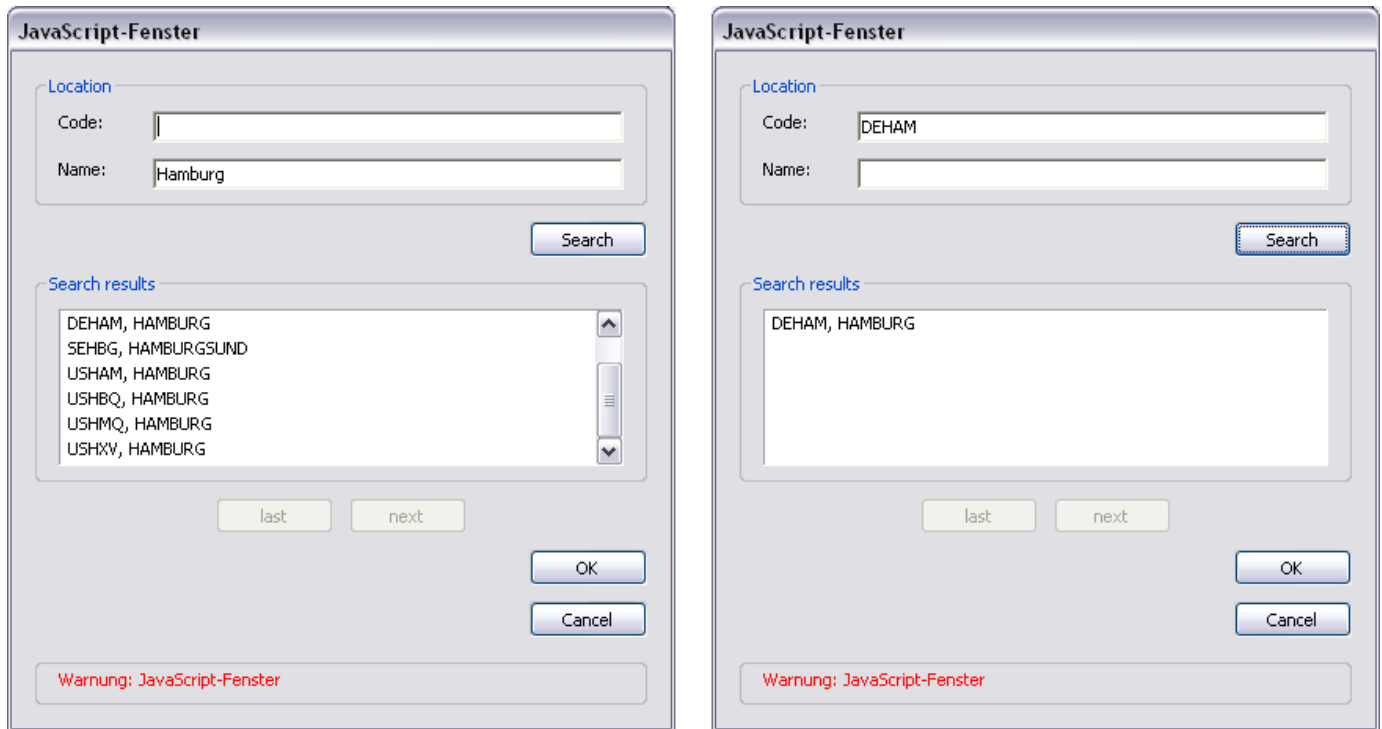 JavaScript-Fenster
Location
Code:
Name: Hamburg
Search
Search results
DEHAM, HAMBURG
SEHBG, HAMBURGSUND
USHAM, HAMBURG
USHBQ, HAMBURG
USHMQ, HAMBURG
USHXV, HAMBURG
last next
OK
Cancel
Warnung: JavaScript-Fenster
JavaScript-Fenster
Location
Code: DEHAM
Name:
Search
Search results
DEHAM, HAMBURG
last next
OK
Cancel
Warnung: JavaScript-Fenster